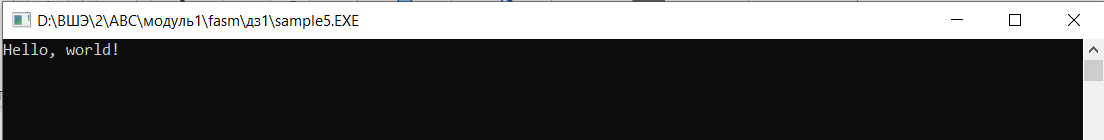 D:\ВШЭ\2\АВС\модуль1\fasm\дз1\sample5.EXE
Hello, world!